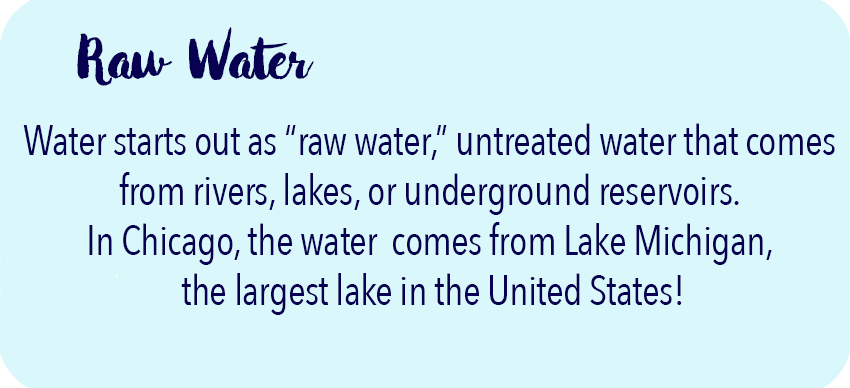 Raw Water
Water starts out as “raw water,” untreated water that comes
from rivers, lakes, or underground reservoirs.
In Chicago, the water  comes from Lake Michigan,
the largest lake in the United States!